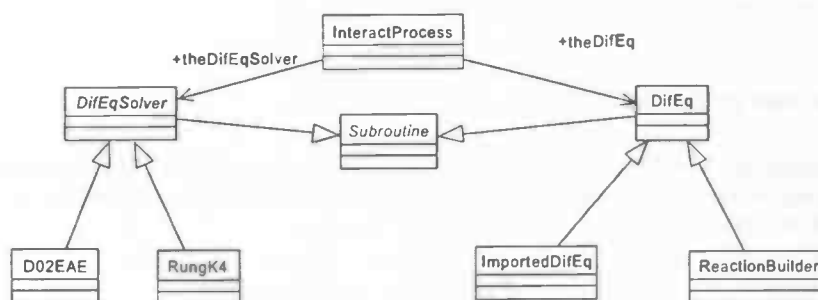 InteractProcess
+theDifEqSolver
+theDifEq
DifEqSolver
Subroutine
DifEq
D02EAE
RungK4
ImportedDifEq
ReactionBuilder